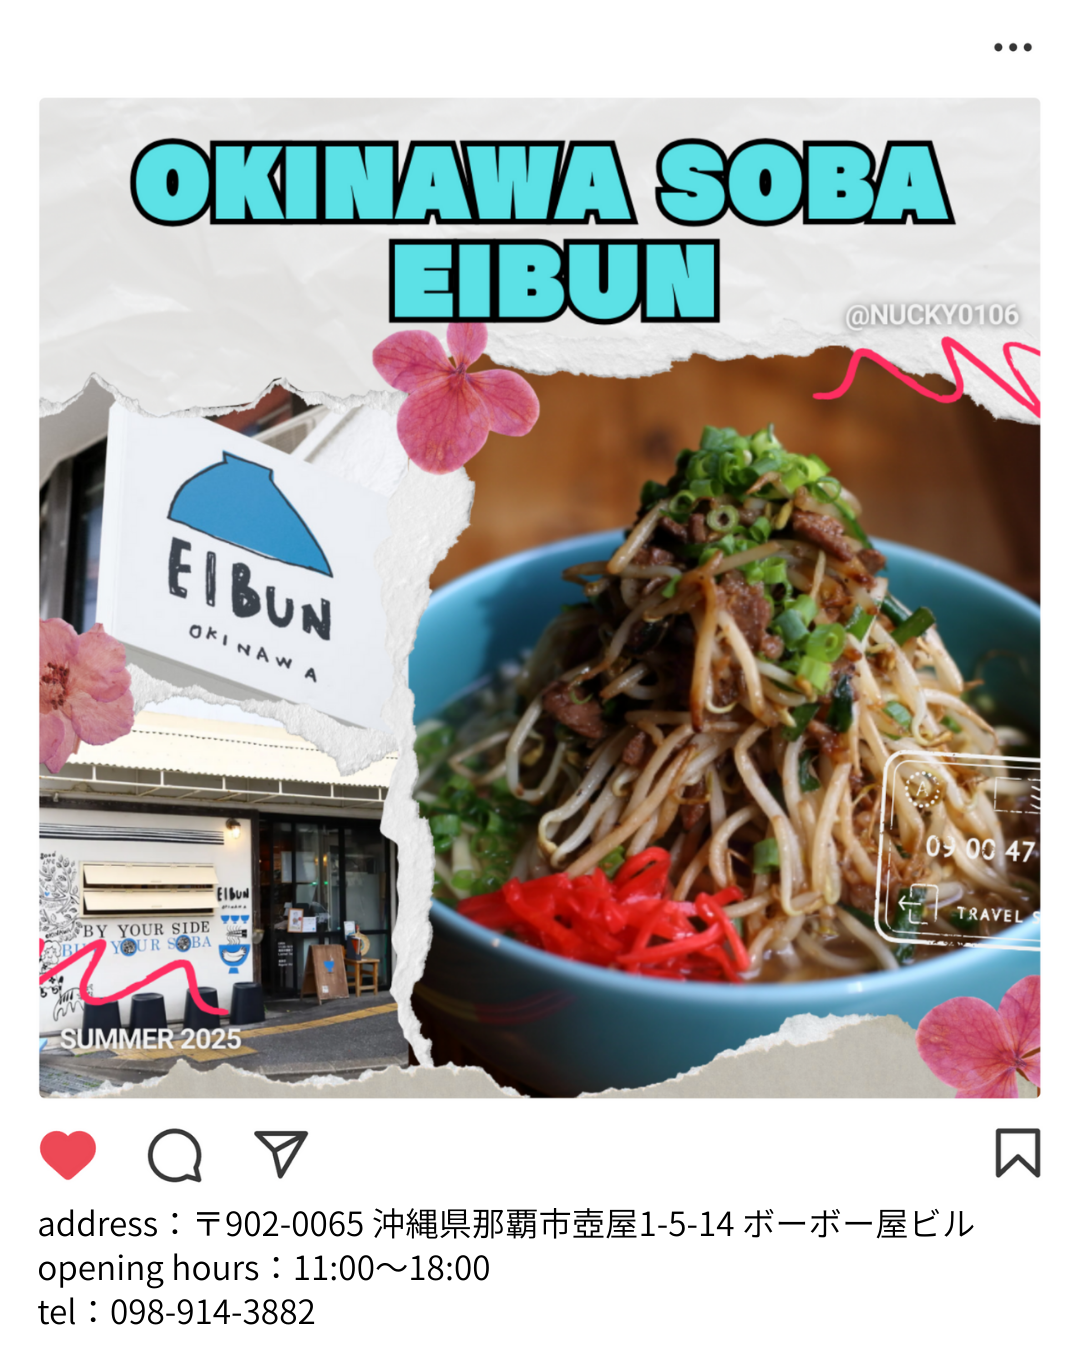 OKINAWA SOBA
EIBUN
@NUCKY0106
EIBUN
OKINAWA
EIBUN
BY YOUR SIDE
BUN YOUR SOBA
SUMMER 2025
09 00 47
TRAVEL
address：〒902-0065 沖縄県那覇市壺屋1-5-14 ボーボー屋ビル
opening hours：11:00～18:00
tel：098-914-3882